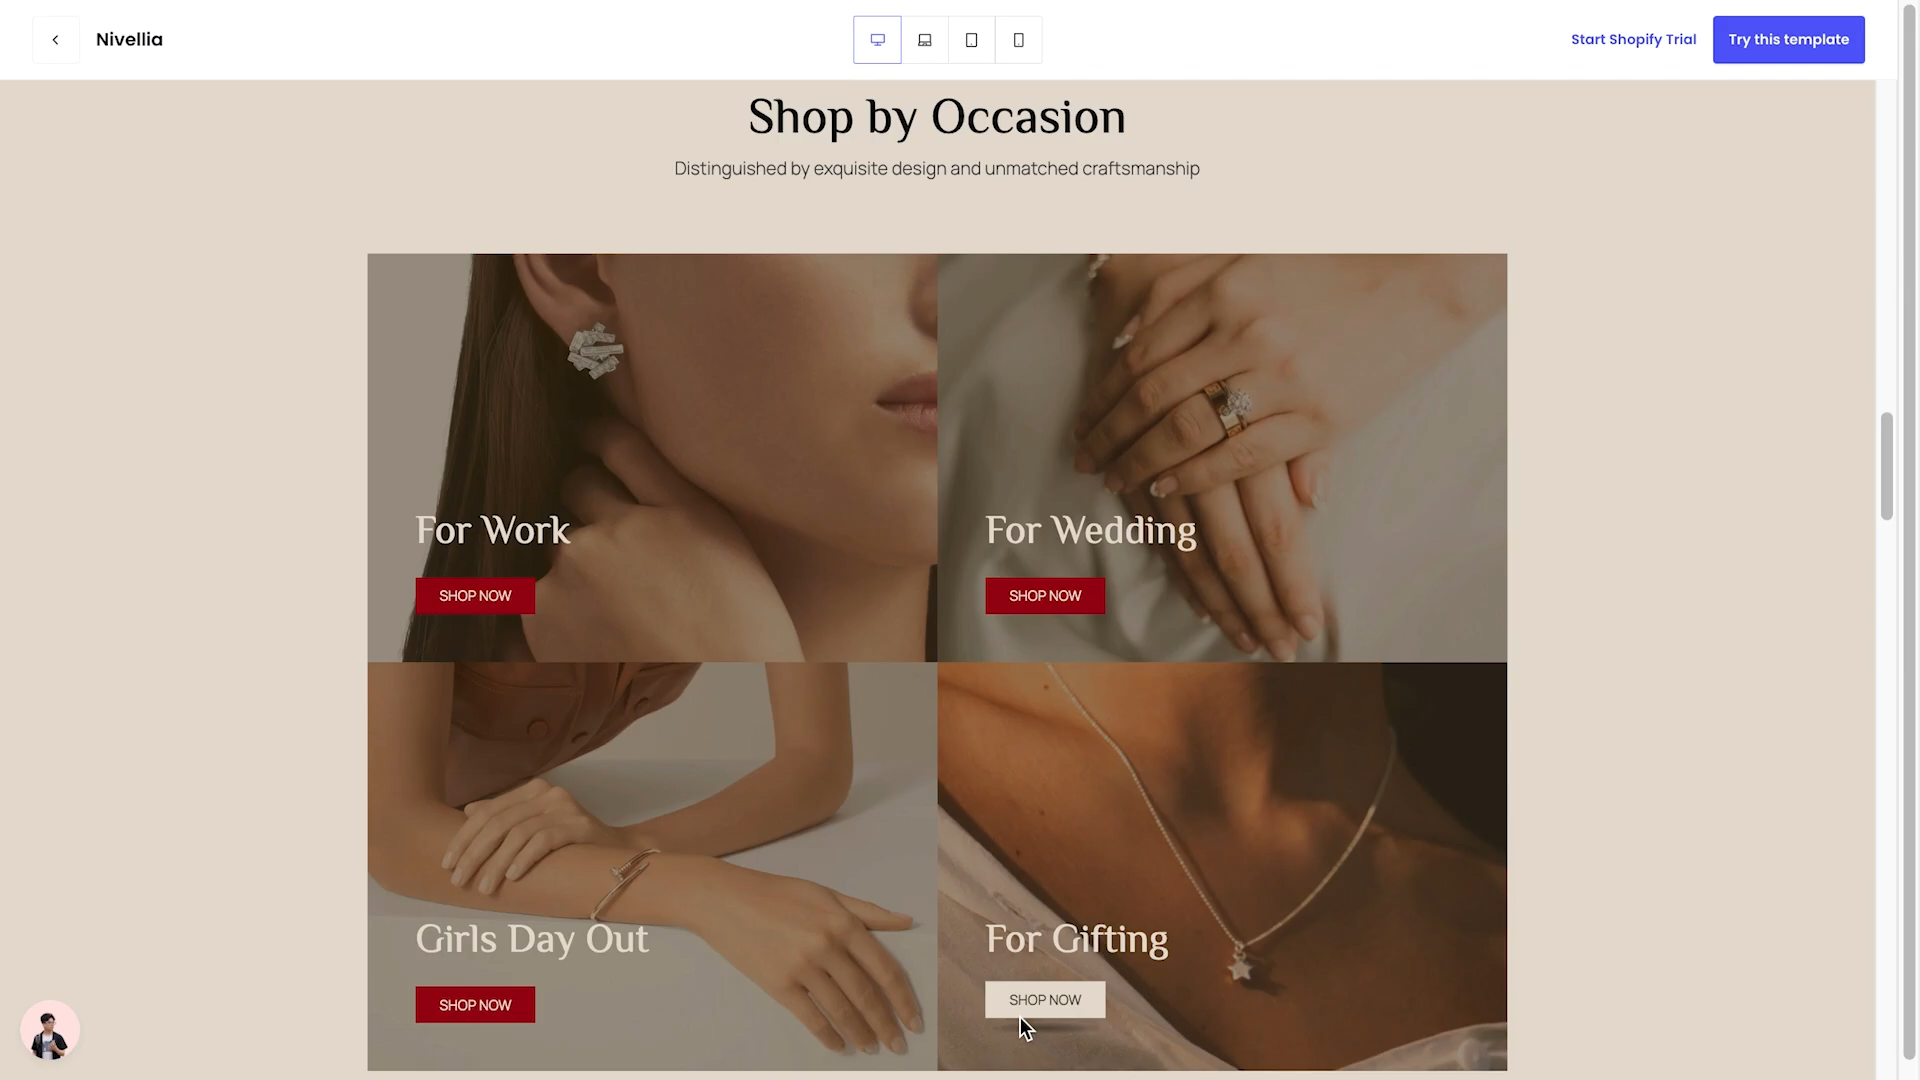 Nivellia
Start Shopify Trial
Try this template
Shop by Occasion
Distinguished by exquisite design and unmatched craftsmanship
For Work
SHOP NOW
For Wedding
SHOP NOW
Girls Day Out
SHOP NOW
For Gifting
SHOP NOW